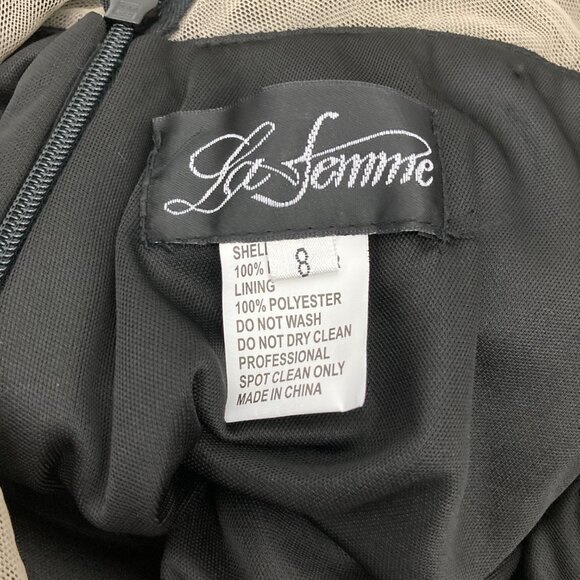 La Femme
SHELL
100%
8
LINING
100% POLYESTER
DO NOT WASH
DO NOT DRY CLEAN
PROFESSIONAL
SPOT CLEAN ONLY
MADE IN CHINA